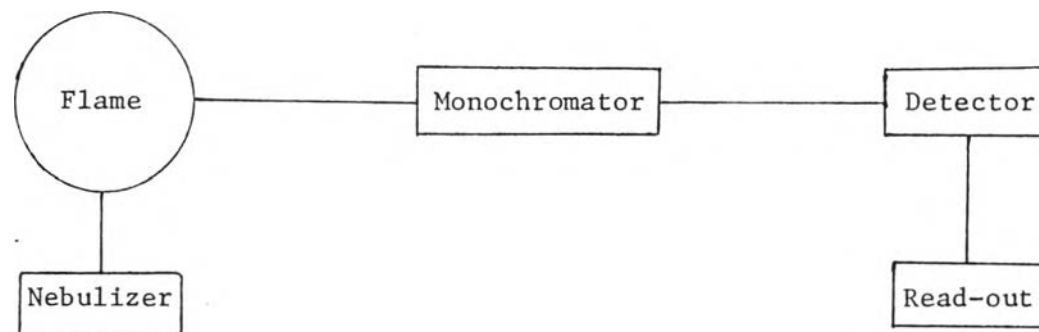 Flame
Monochromator
Detector
Nebulizer
Read-out